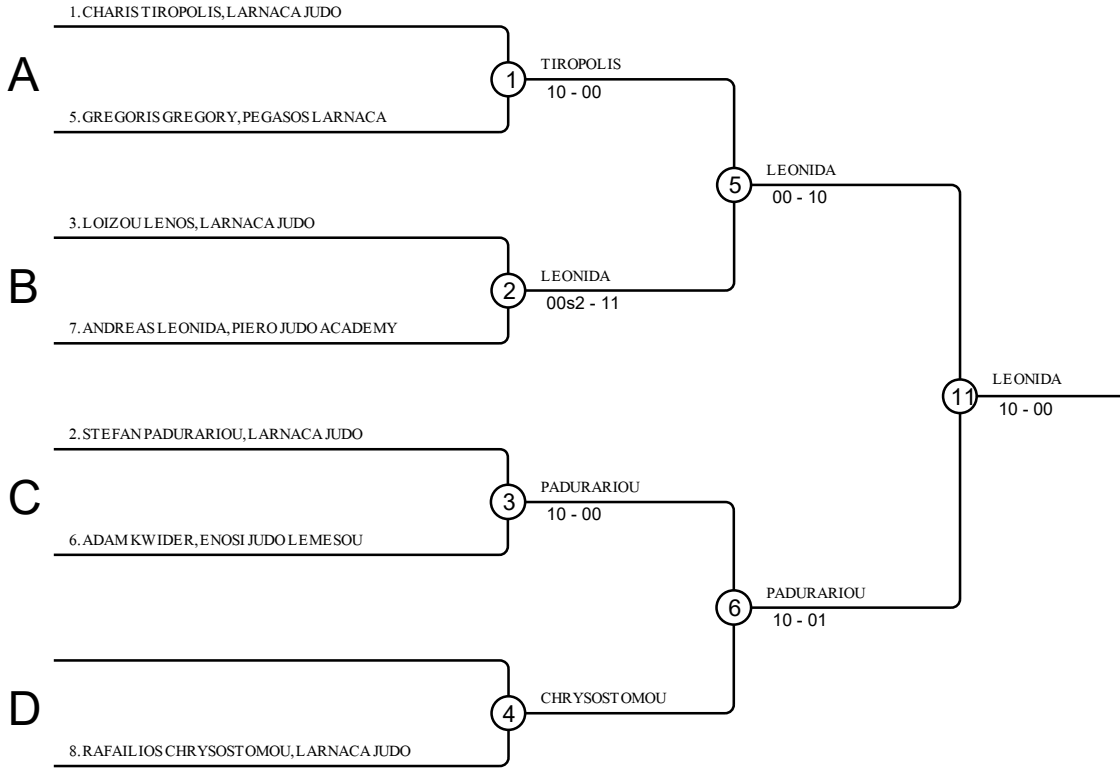 1. CHARIS TIROPOLIS, LARNACA JUDO
A
1
TIROPOLIS
10 - 00
5. GREGORIS GREGORY, PEGASOS LARNACA
5
LEONIDA
00 - 10
3. LOIZOU LENOS, LARNACA JUDO
B
2
LEONIDA
00s2 - 11
7. ANDREAS LEONIDA, PIERO JUDO ACADEMY
11
LEONIDA
10 - 00
2. STEFAN PADURARIOU, LARNACA JUDO
C
3
PADURARIOU
10 - 00
6. ADAM KWIDER, ENOSI JUDO LEMESOU
6
PADURARIOU
10 - 01
D
4
CHRYSOSTOMOU
8. RAFAILIOS CHRYSOSTOMOU, LARNACA JUDO